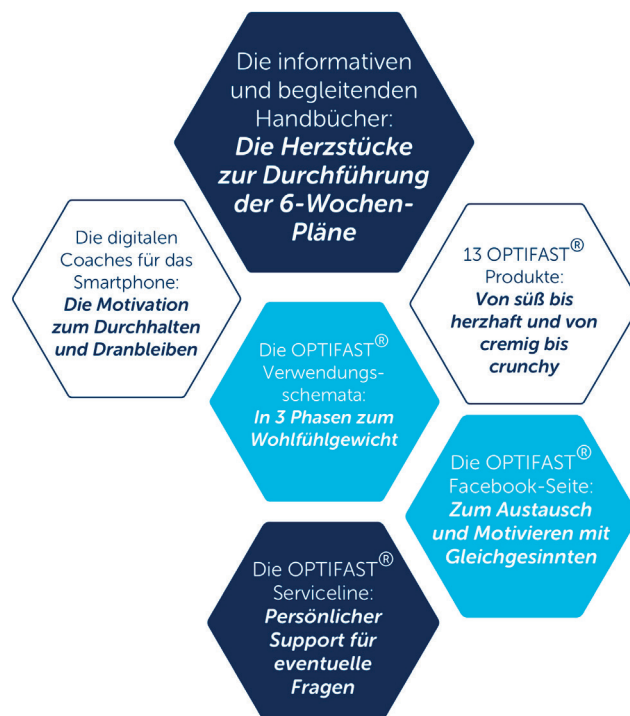 Die informativen
und begleitenden
Handbücher:
Die Herzstücke
zur Durchführung
der 6-Wochen-
Pläne
Die digitalen
Coaches für das
Smartphone:
Die Motivation
zum Durchhalten
und Dranbleiben
13 OPTIFAST®
Produkte:
Von süß bis
herzhaft und von
cremig bis
crunchy
Die OPTIFAST®
Verwendungs-
schemata:
In 3 Phasen zum
Wohlfühlgewicht
Die OPTIFAST®
Facebook-Seite:
Zum Austausch
und Motivieren mit
Gleichgesinnten
Die OPTIFAST®
Serviceline:
Persönlicher
Support für
eventuelle
Fragen